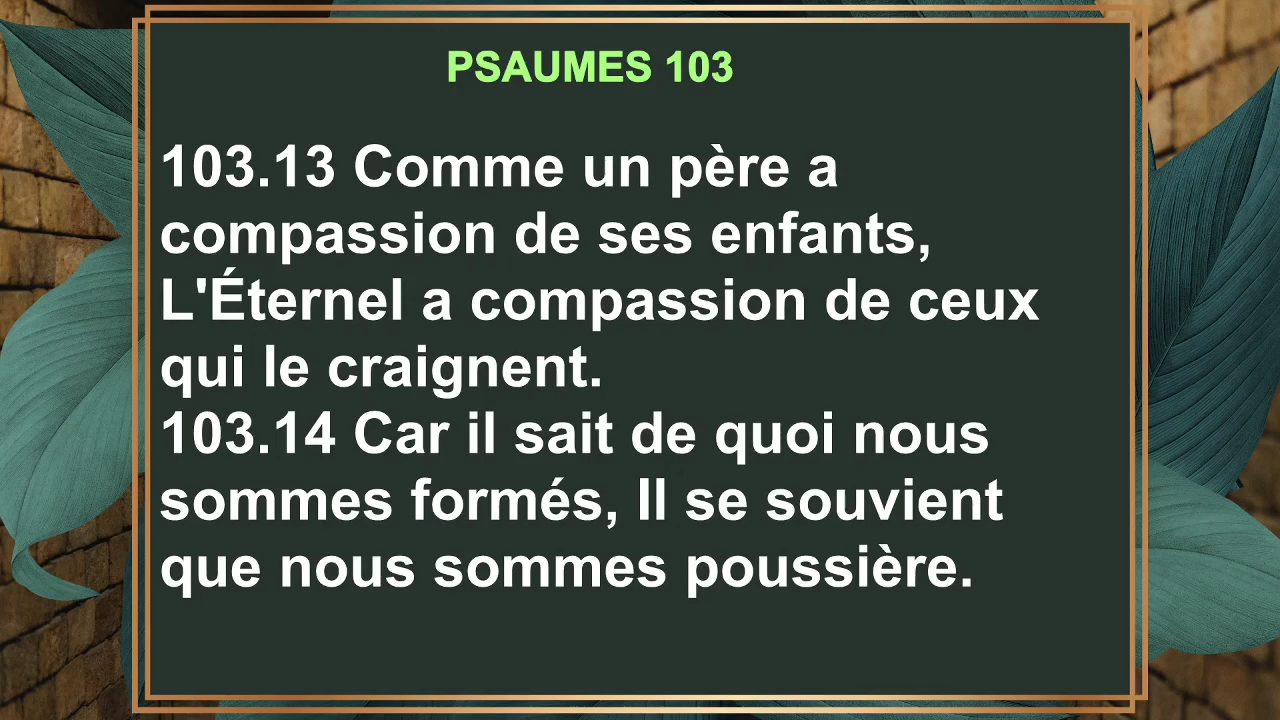 PSAUMES 103
103.13 Comme un père a
compassion de ses enfants,
L'Éternel a compassion de ceux
qui le craignent.
103.14 Car il sait de quoi nous
sommes formés, Il se souvient
que nous sommes poussière.